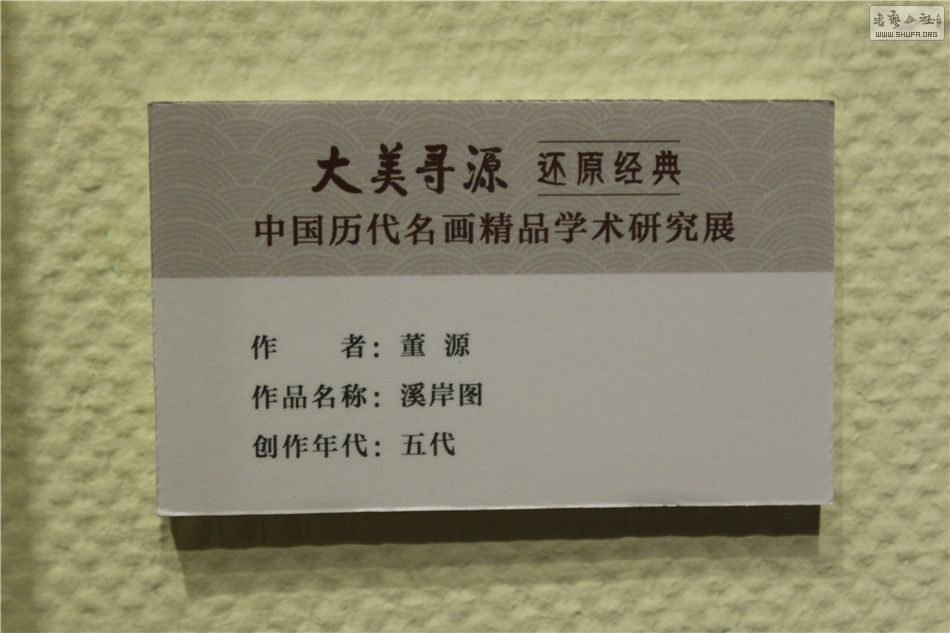 书艺公社
WWW.SHUFA.ORG
大美寻源 还原经典
中国历代名画精品学术研究展
作 者：董 源
作品名称：溪岸图
创作年代：五代